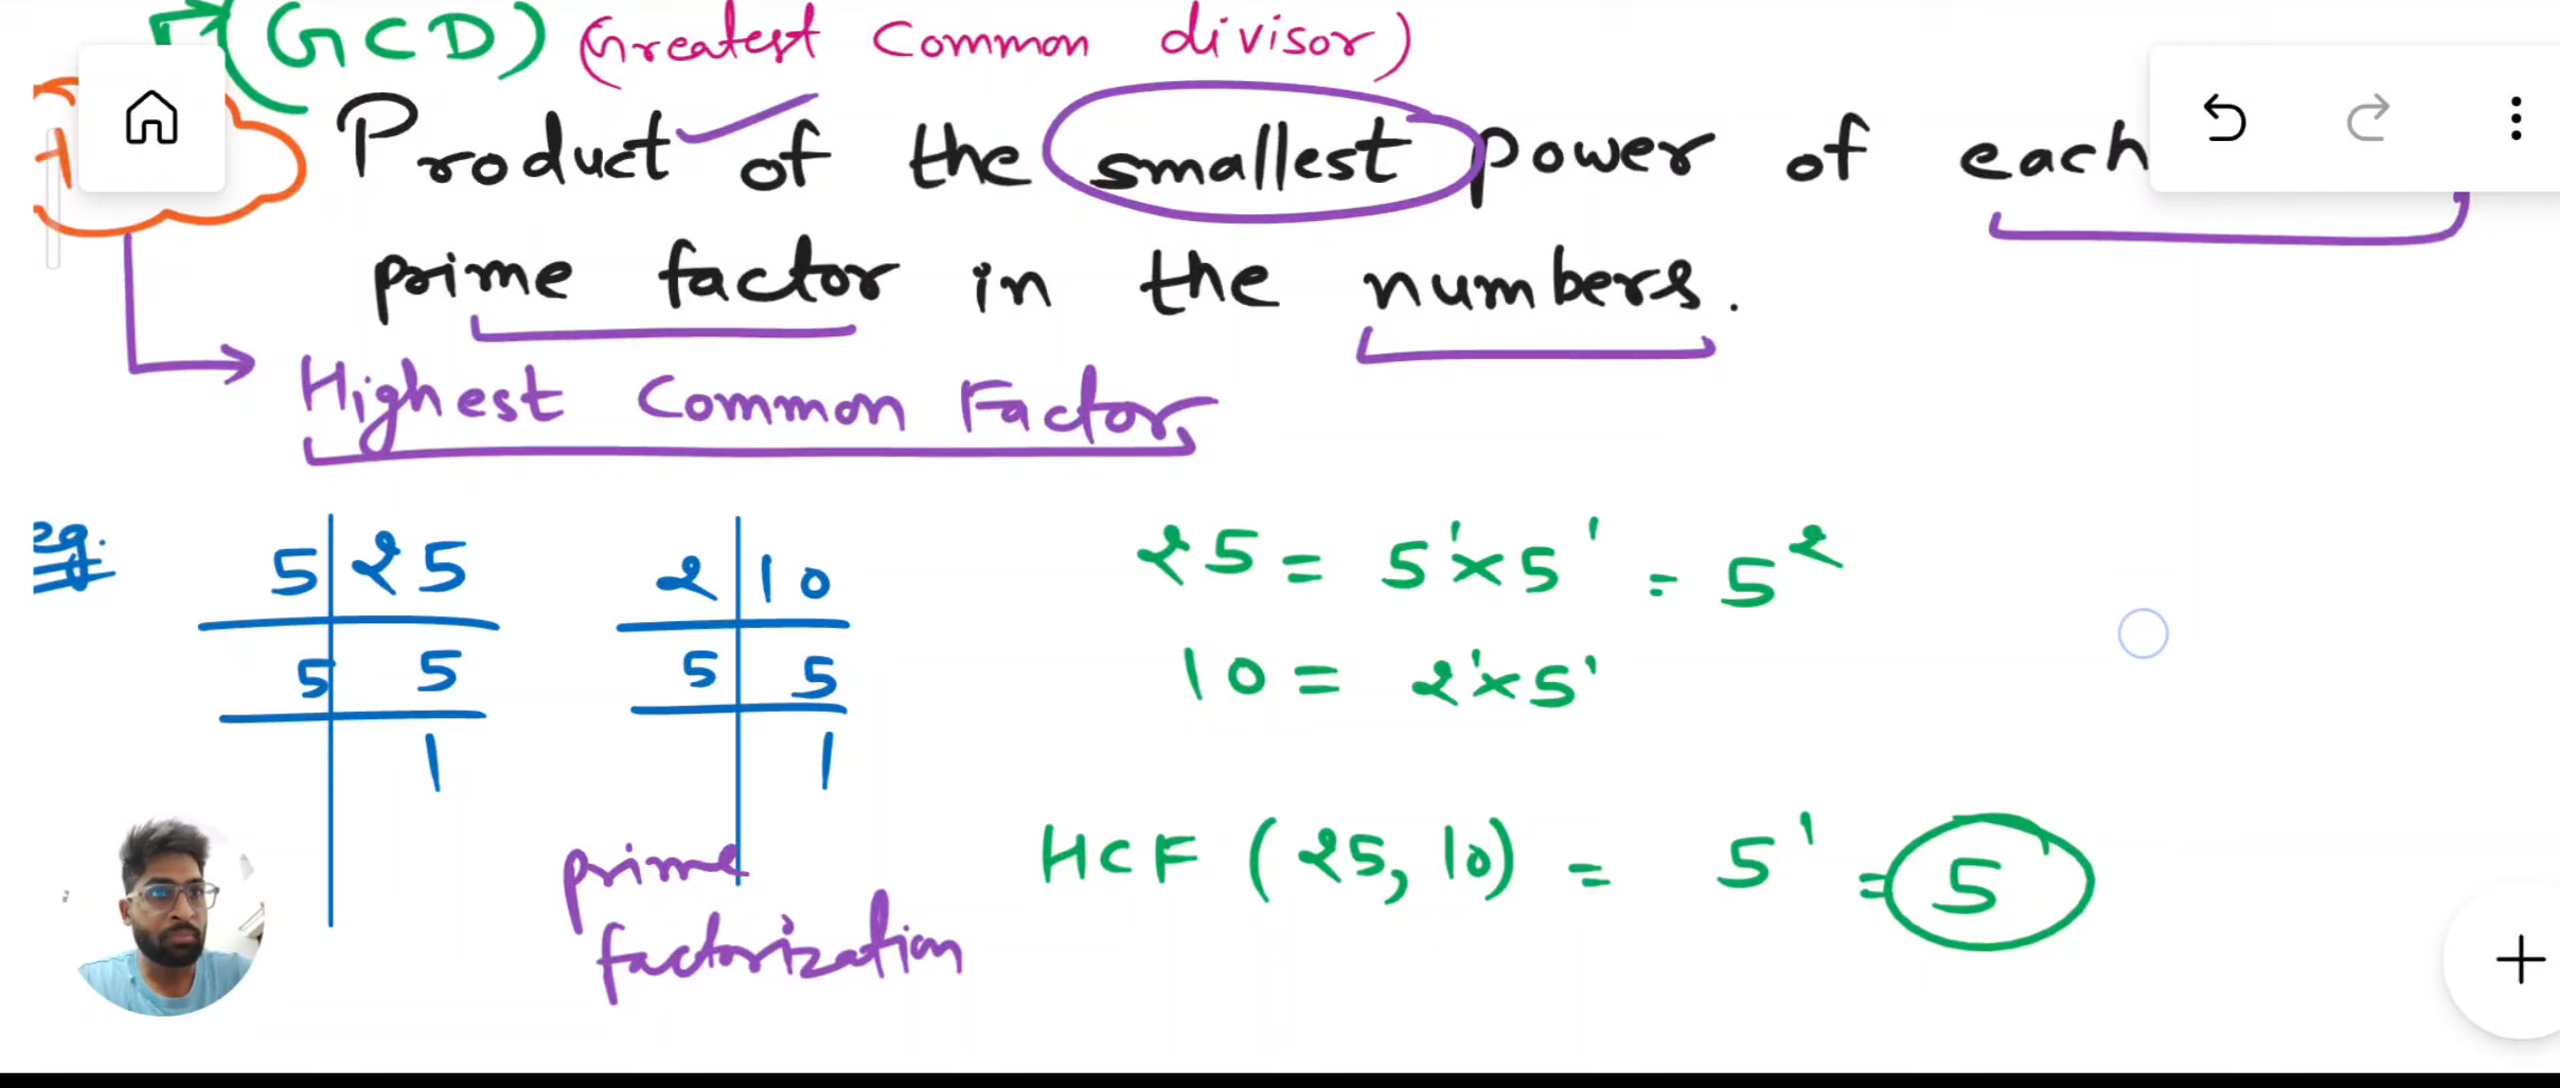 (GCD) (Greatest Common divisor)
Product of the smallest power of each
prime factor in the numbers.
Highest Common Factors
eg.
5 25
5 5
1
2 10
5 5
1
prime
factorization
25 = 5¹×5¹ = 5²
10 = 2¹×5¹
HCF (25, 10) = 5¹ = 5